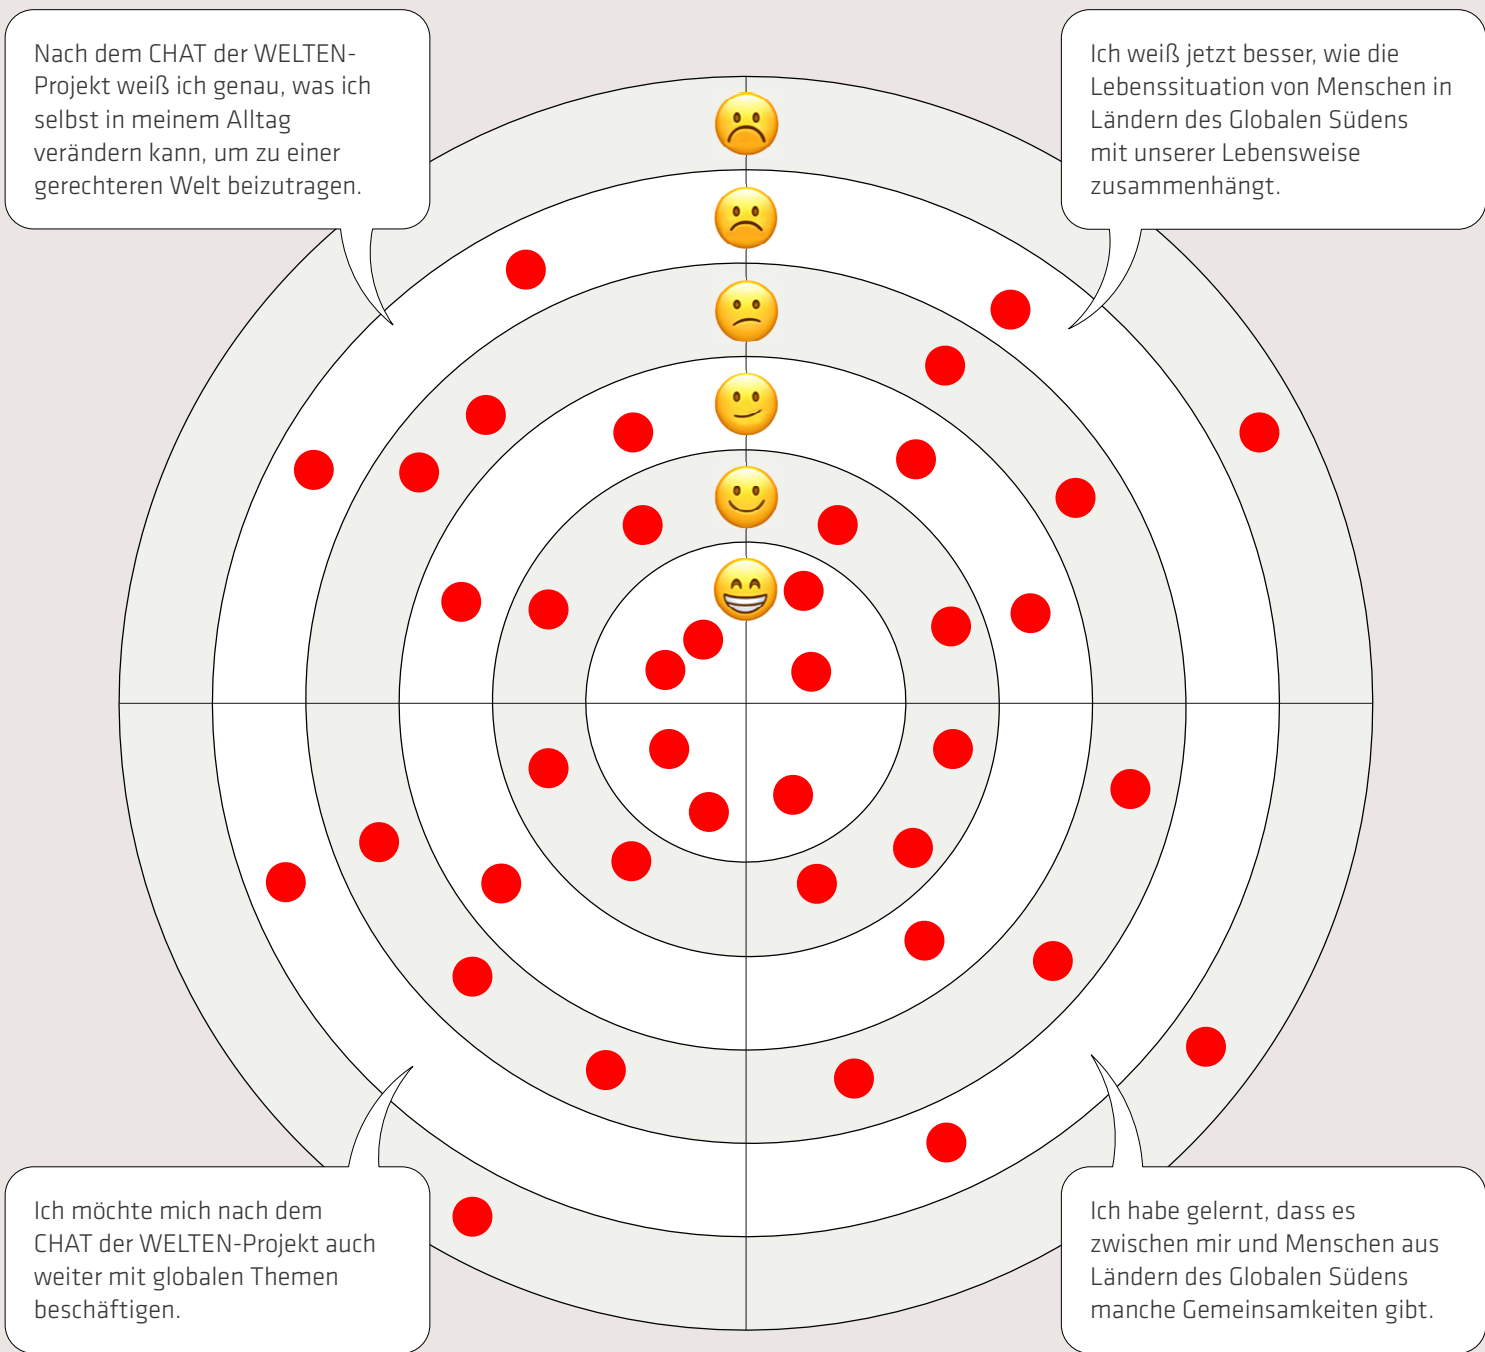 Nach dem CHAT der WELTEN-
Projekt weiß ich genau, was ich
selbst in meinem Alltag
verändern kann, um zu einer
gerechteren Welt beizutragen.
Ich weiß jetzt besser, wie die
Lebenssituation von Menschen in
Ländern des Globalen Südens
mit unserer Lebensweise
zusammenhängt.
Ich möchte mich nach dem
CHAT der WELTEN-Projekt auch
weiter mit globalen Themen
beschäftigen.
Ich habe gelernt, dass es
zwischen mir und Menschen aus
Ländern des Globalen Südens
manche Gemeinsamkeiten gibt.